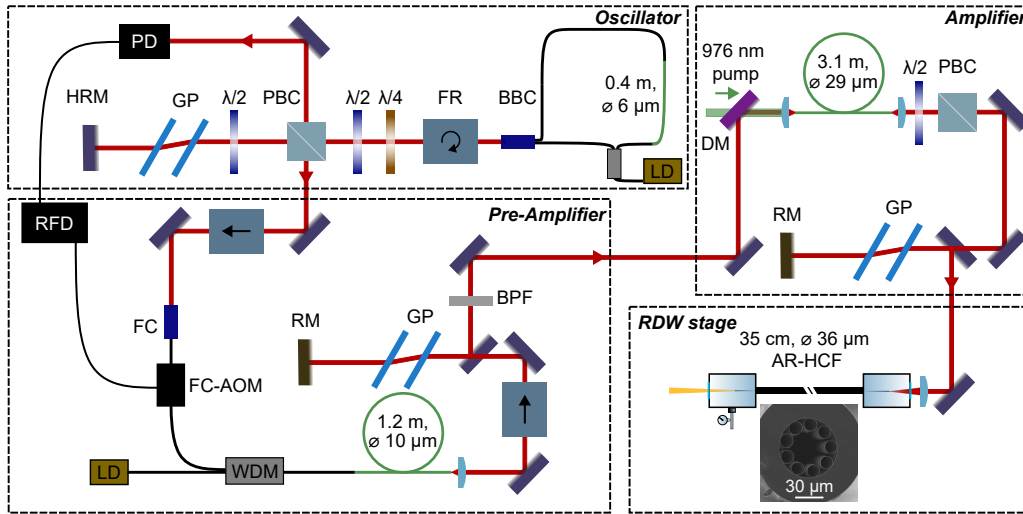 Oscillator
PD
HRM
GP
λ/2
PBC
λ/2
λ/4
FR
BBC
0.4 m,
⌀ 6 µm
LD
Amplifier
976 nm
pump
DM
3.1 m,
⌀ 29 µm
λ/2
PBC
RM
GP
RFD
Pre-Amplifier
FC
FC-AOM
LD
WDM
RM
GP
BPF
1.2 m,
⌀ 10 µm
RDW stage
35 cm, ⌀ 36 µm
AR-HCF
30 µm